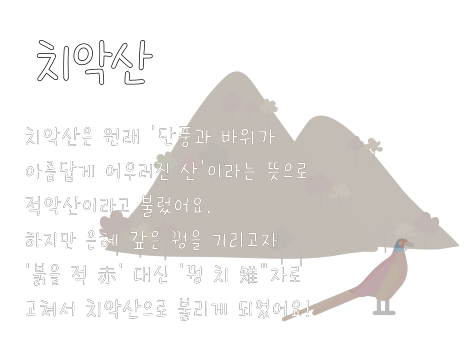 치악산
치악산은 원래 '단풍과 바위가
아름답게 어우러진 산'이라는 뜻으로
적악산이라고 불렸어요.
하지만 은혜 갚은 꿩을 기리고자
'붉을 적 赤' 대신 '꿩 치 雉'자로
고쳐서 치악산으로 불리게 되었어요!